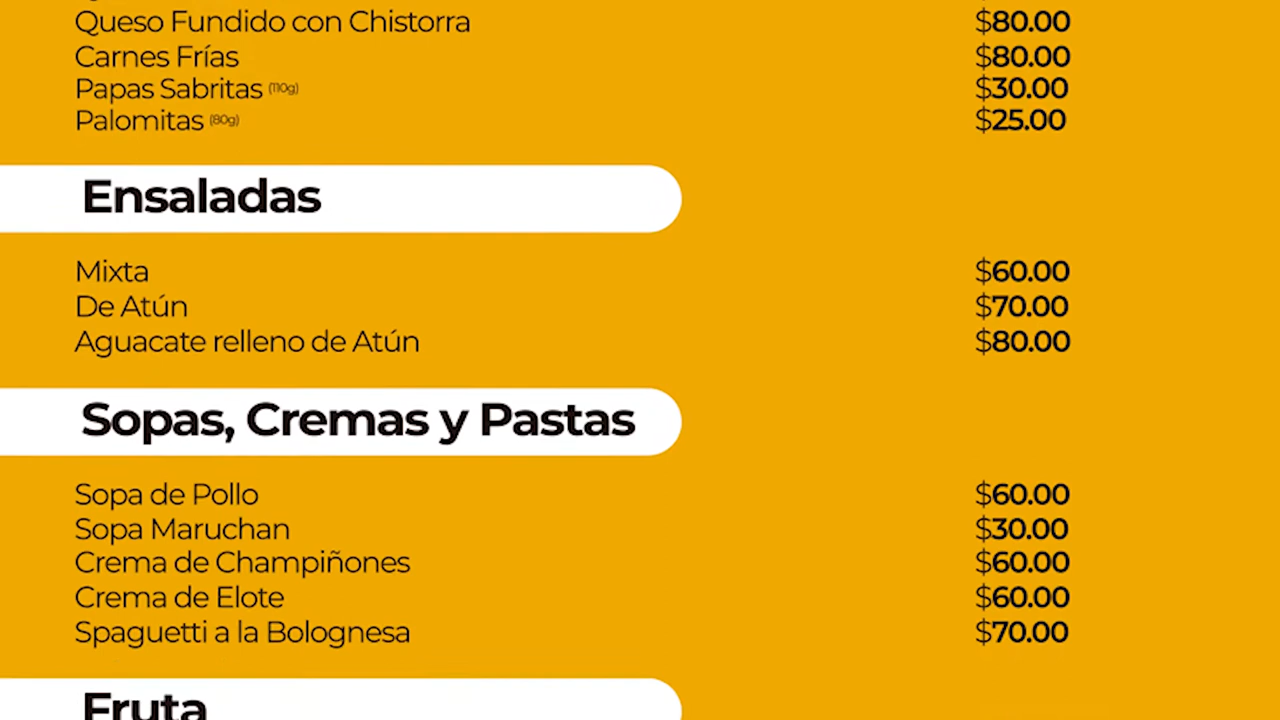 Queso Fundido con Chistorra $80.00
Carnes Frías $80.00
Papas Sabritas (110g) $30.00
Palomitas (80g) $25.00
Ensaladas
Mixta $60.00
De Atún $70.00
Aguacate relleno de Atún $80.00
Sopas, Cremas y Pastas
Sopa de Pollo $60.00
Sopa Maruchan $30.00
Crema de Champiñones $60.00
Crema de Elote $60.00
Spaguetti a la Bolognesa $70.00
Fruta